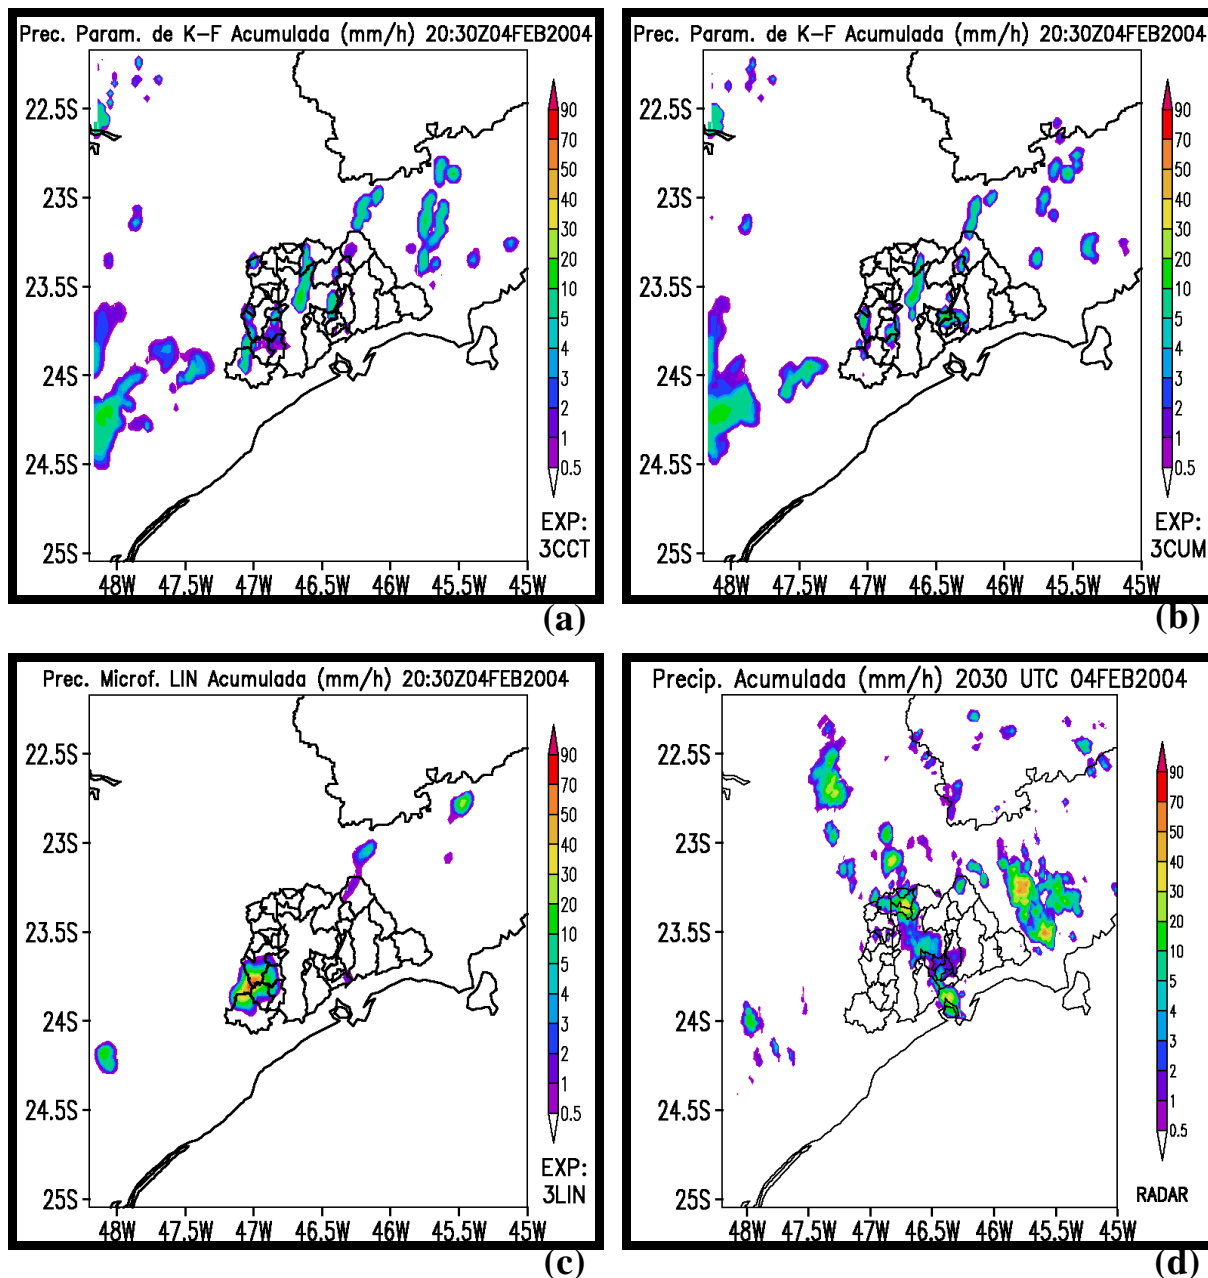 Prec. Param. de K-F Acumulada (mm/h) 20:30Z04FEB2004
22.5S
23S
23.5S
24S
24.5S
25S
48W 47.5W 47W 46.5W 46W 45.5W 45W
90
70
50
40
30
20
10
5
4
3
2
1
0.5
EXP:
3CCT
(a)
Prec. Param. de K-F Acumulada (mm/h) 20:30Z04FEB2004
22.5S
23S
23.5S
24S
24.5S
25S
48W 47.5W 47W 46.5W 46W 45.5W 45W
90
70
50
40
30
20
10
5
4
3
2
1
0.5
EXP:
3CUM
(b)
Prec. Microf. LIN Acumulada (mm/h) 20:30Z04FEB2004
22.5S
23S
23.5S
24S
24.5S
25S
48W 47.5W 47W 46.5W 46W 45.5W 45W
90
70
50
40
30
20
10
5
4
3
2
1
0.5
EXP:
3LIN
(c)
Precip. Acumulada (mm/h) 2030 UTC 04FEB2004
22.5S
23S
23.5S
24S
24.5S
25S
48W 47.5W 47W 46.5W 46W 45.5W 45W
90
70
50
40
30
20
10
5
4
3
2
1
0.5
RADAR
(d)